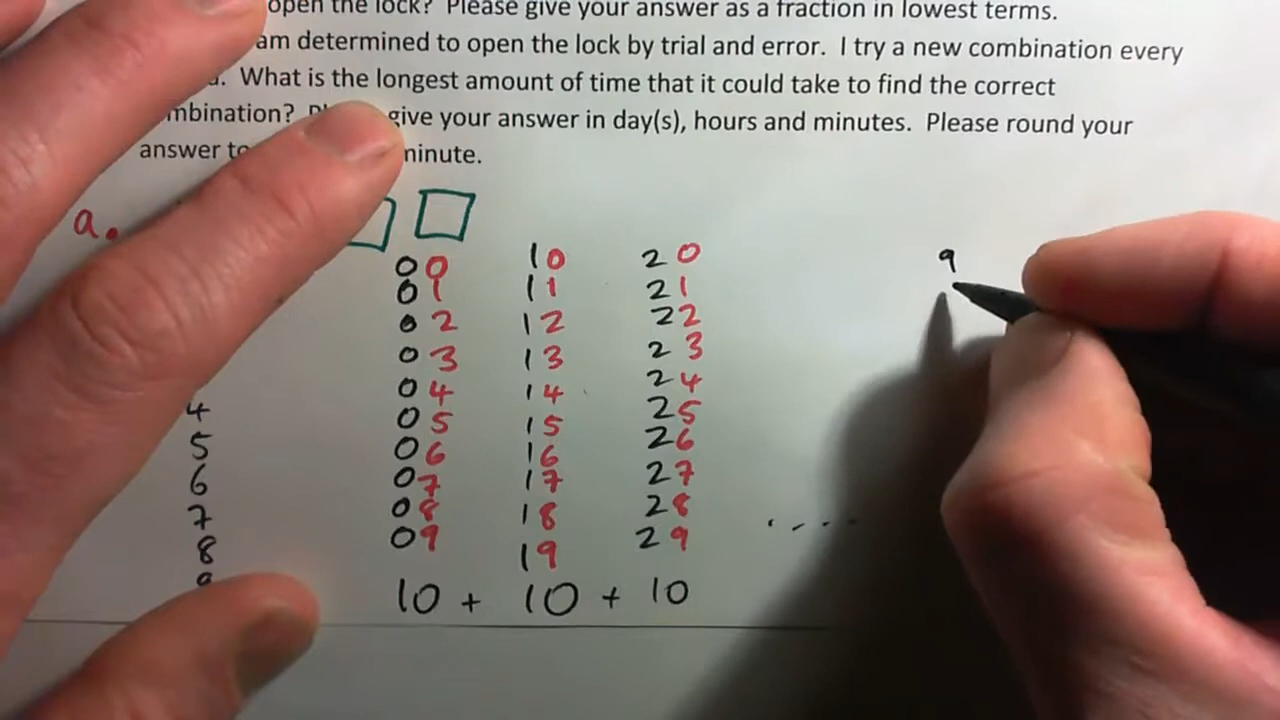 open the lock? Please give your answer as a fraction in lowest terms.
am determined to open the lock by trial and error. I try a new combination every
What is the longest amount of time that it could take to find the correct
mbination? give your answer in day(s), hours and minutes. Please round your
answer to minute.
a.
00 10 20 9
01 11 21
02 12 22
03 13 23
4 04 14 24
5 05 15 25
6 06 16 26
7 07 17 27
8 08 18 28
09 19 29 ....
10 + 10 + 10